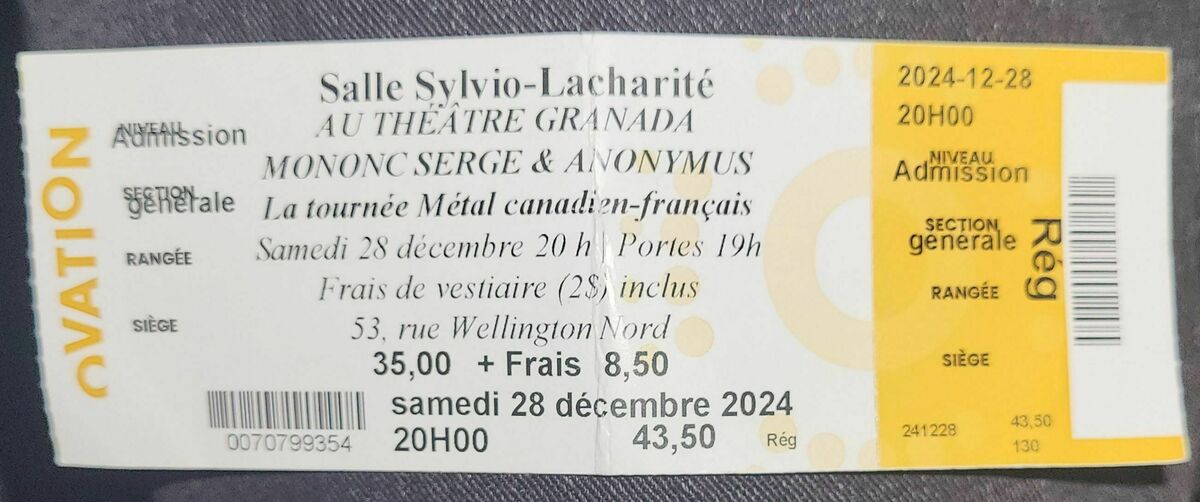 OVATION
NIVEAU
Admission
SECTION
générale
RANGÉE
SIÈGE
Salle Sylvio-Lacharité
AU THÉÂTRE GRANADA
MONONC SERGE & ANONYMUS
La tournée Métal canadien-français
Samedi 28 décembre 20 h Portes 19h
Frais de vestiaire (2$) inclus
53, rue Wellington Nord
35,00 + Frais 8,50
samedi 28 décembre 2024
20H00 43,50 Rég
0070799354
2024-12-28
20H00
NIVEAU
Admission
SECTION
générale
RANGÉE
SIÈGE
Rég
241228 43,50
130